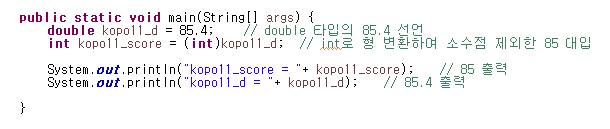 public static void main(String[] args) {
double kopo11_d = 85.4;    // double 타입의 85.4 선언
int kopo11_score = (int)kopo11_d;  // int로 형 변환하며 소수점 제외한 85 대입
System.out.println("kopo11_score = "+ kopo11_score);    // 85 출력
System.out.println("kopo11_d = "+ kopo11_d);    // 85.4 출력
}